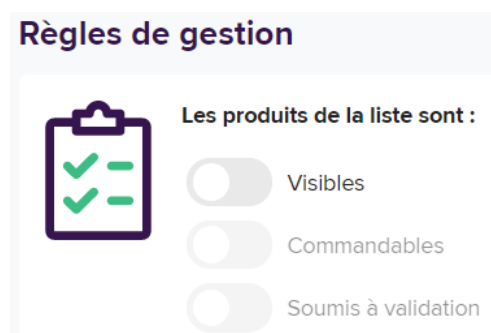 Règles de gestion
Les produits de la liste sont :
Visibles
Commandables
Soumis à validation